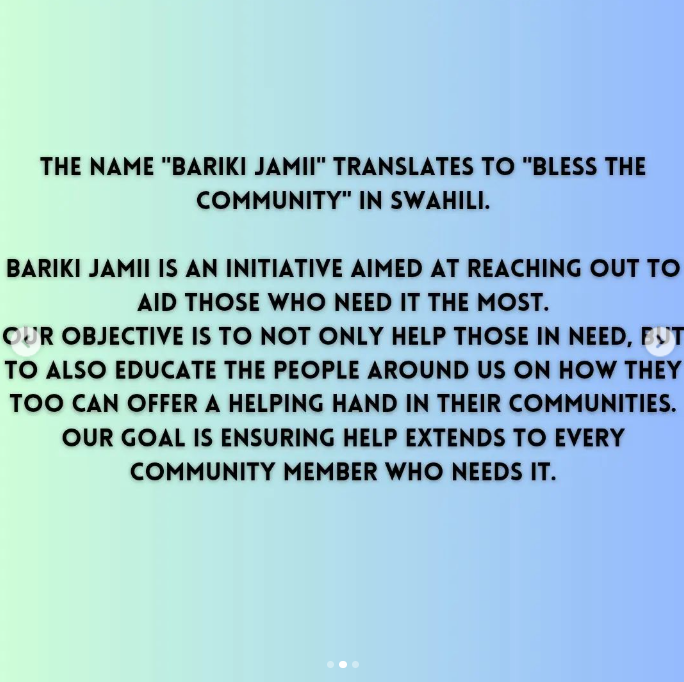 THE NAME "BARIKI JAMII" TRANSLATES TO "BLESS THE
COMMUNITY" IN SWAHILI.
BARIKI JAMII IS AN INITIATIVE AIMED AT REACHING OUT TO
AID THOSE WHO NEED IT THE MOST.
OUR OBJECTIVE IS TO NOT ONLY HELP THOSE IN NEED, BUT
TO ALSO EDUCATE THE PEOPLE AROUND US ON HOW THEY
TOO CAN OFFER A HELPING HAND IN THEIR COMMUNITIES.
OUR GOAL IS ENSURING HELP EXTENDS TO EVERY
COMMUNITY MEMBER WHO NEEDS IT.